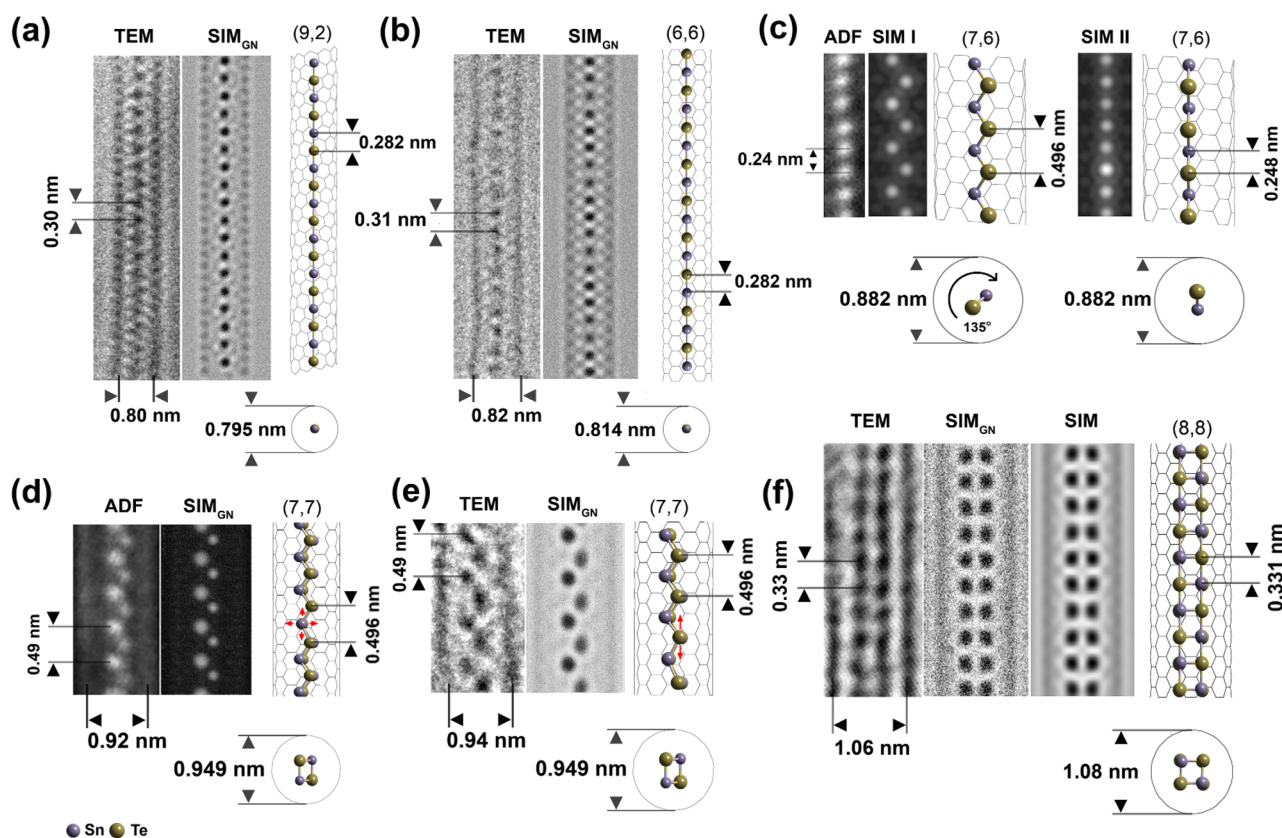 (a)
TEM SIM_GN (9,2)
0.282 nm
0.30 nm
0.80 nm
0.795 nm
(b)
TEM SIM_GN (6,6)
0.31 nm
0.282 nm
0.82 nm
0.814 nm
(c)
ADF SIM I (7,6) SIM II (7,6)
0.24 nm
0.496 nm
0.248 nm
0.882 nm
135°
0.882 nm
(d)
ADF SIM_GN (7,7)
0.49 nm
0.496 nm
0.92 nm
0.949 nm
(e)
TEM SIM_GN (7,7)
0.49 nm
0.496 nm
0.94 nm
0.949 nm
(f)
TEM SIM_GN SIM (8,8)
0.33 nm
0.331 nm
1.06 nm
1.08 nm
Sn Te